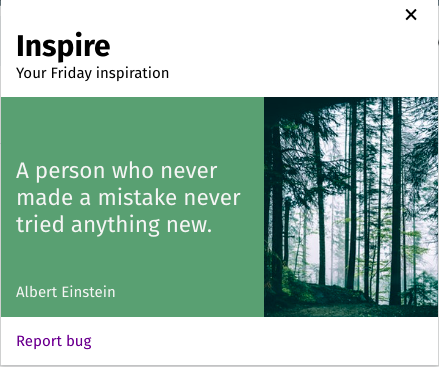 Inspire
Your Friday inspiration
A person who never
made a mistake never
tried anything new.
Albert Einstein
Report bug